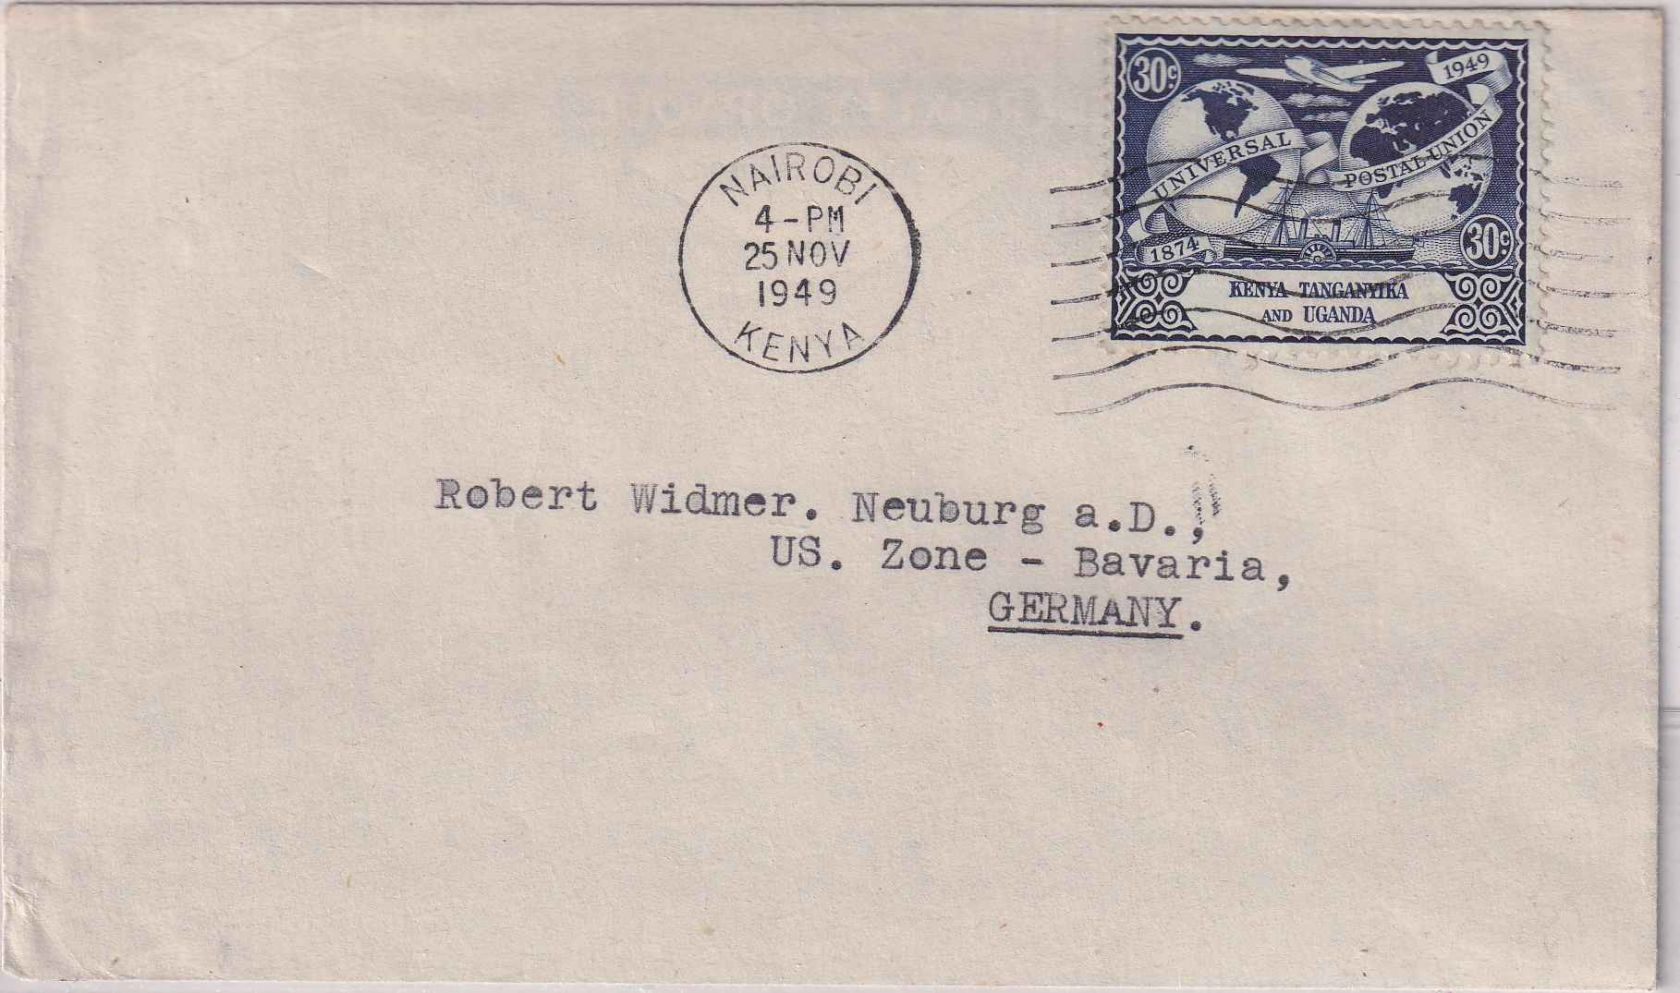 30c
1949
UNIVERSAL
POSTAL UNION
1874
30c
KENYA TANGANYIKA
AND UGANDA
NAIROBI
4-PM
25 NOV
1949
KENYA
Robert Widmer. Neuburg a.D.,
US. Zone - Bavaria,
GERMANY.